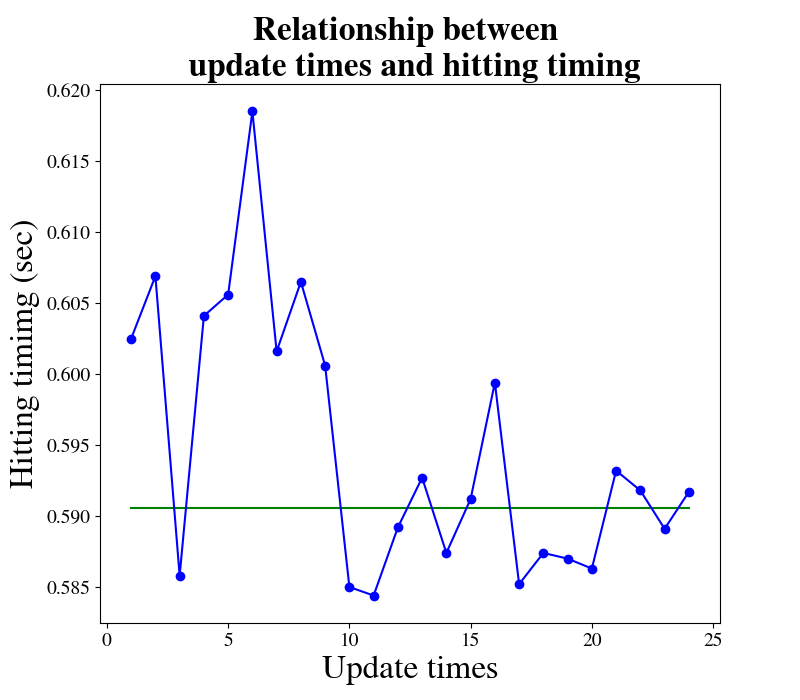 Relationship between
update times and hitting timing
0.620
0.615
0.610
0.605
0.600
0.595
0.590
0.585
Hitting timimg (sec)
0 5 10 15 20 25
Update times